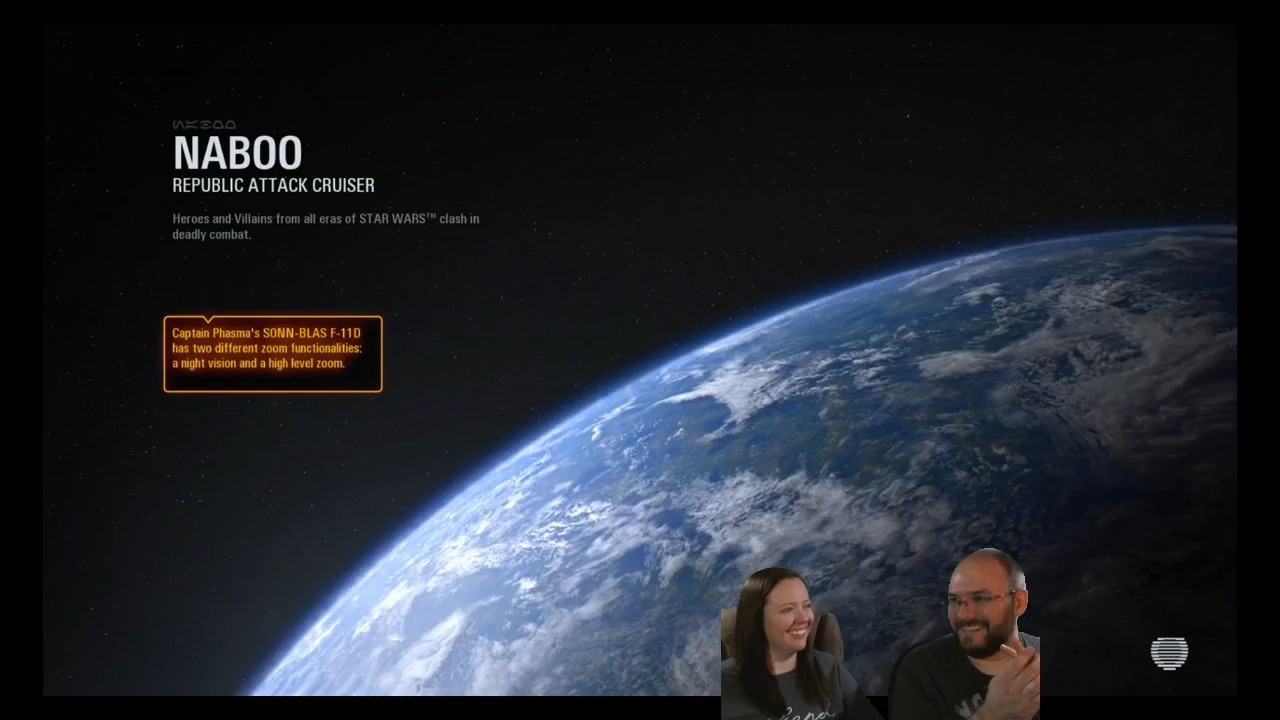 NABOO
REPUBLIC ATTACK CRUISER
Heroes and Villains from all eras of STAR WARS™ clash in
deadly combat.
Captain Phasma's SONN-BLAS F-11D
has two different zoom functionalities:
a night vision and a high level zoom.